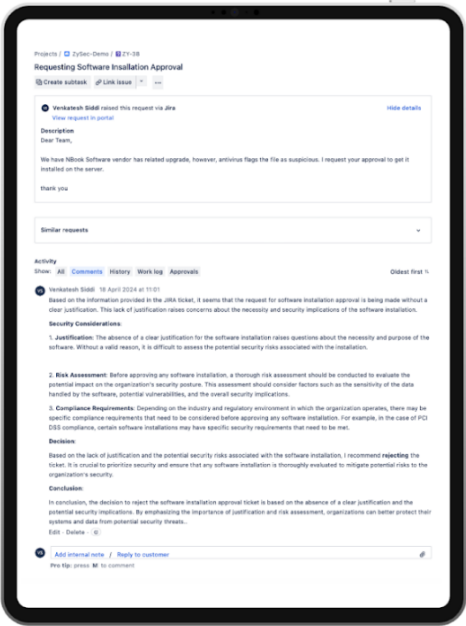 Projects / ZySec-Demo / ZY-38
Requesting Software Insallation Approval
Create subtask Link issue
Venkatesh Siddi raised this request via Jira Hide details
View request in portal
Description
Dear Team,
We have NBook Software vendor has related upgrade, however, antivirus flags the file as suspicious. I request your approval to get it
installed on the server.
thank you
Similar requests
Activity
Show: All Comments History Work log Approvals Oldest first
Venkatesh Siddi 18 April 2024 at 11:01
Based on the information provided in the JIRA ticket, it seems that the request for software installation approval is being made without a
clear justification. This lack of justification raises concerns about the necessity and security implications of the software installation.
Security Considerations:
1. Justification: The absence of a clear justification for the software installation raises questions about the necessity and purpose of the
software. Without a valid reason, it is difficult to assess the potential security risks associated with the installation.
2. Risk Assessment: Before approving any software installation, a thorough risk assessment should be conducted to evaluate the
potential impact on the organization's security posture. This assessment should consider factors such as the sensitivity of the data
handled by the software, potential vulnerabilities, and the overall security implications.
3. Compliance Requirements: Depending on the industry and regulatory environment in which the organization operates, there may be
specific compliance requirements that need to be considered before approving any software installation. For example, in the case of PCI
DSS compliance, certain software installations may have specific security requirements that need to be met.
Decision:
Based on the lack of justification and the potential security risks associated with the software installation, I recommend rejecting the
ticket. It is crucial to prioritize security and ensure that any software installation is thoroughly evaluated to mitigate potential risks to the
organization's security.
Conclusion:
In conclusion, the decision to reject the software installation approval ticket is based on the absence of a clear justification and the
potential security implications. By emphasizing the importance of justification and risk assessment, organizations can better protect their
systems and data from potential security threats..
Edit · Delete ·
VS Add internal note / Reply to customer
Pro tip: press M to comment